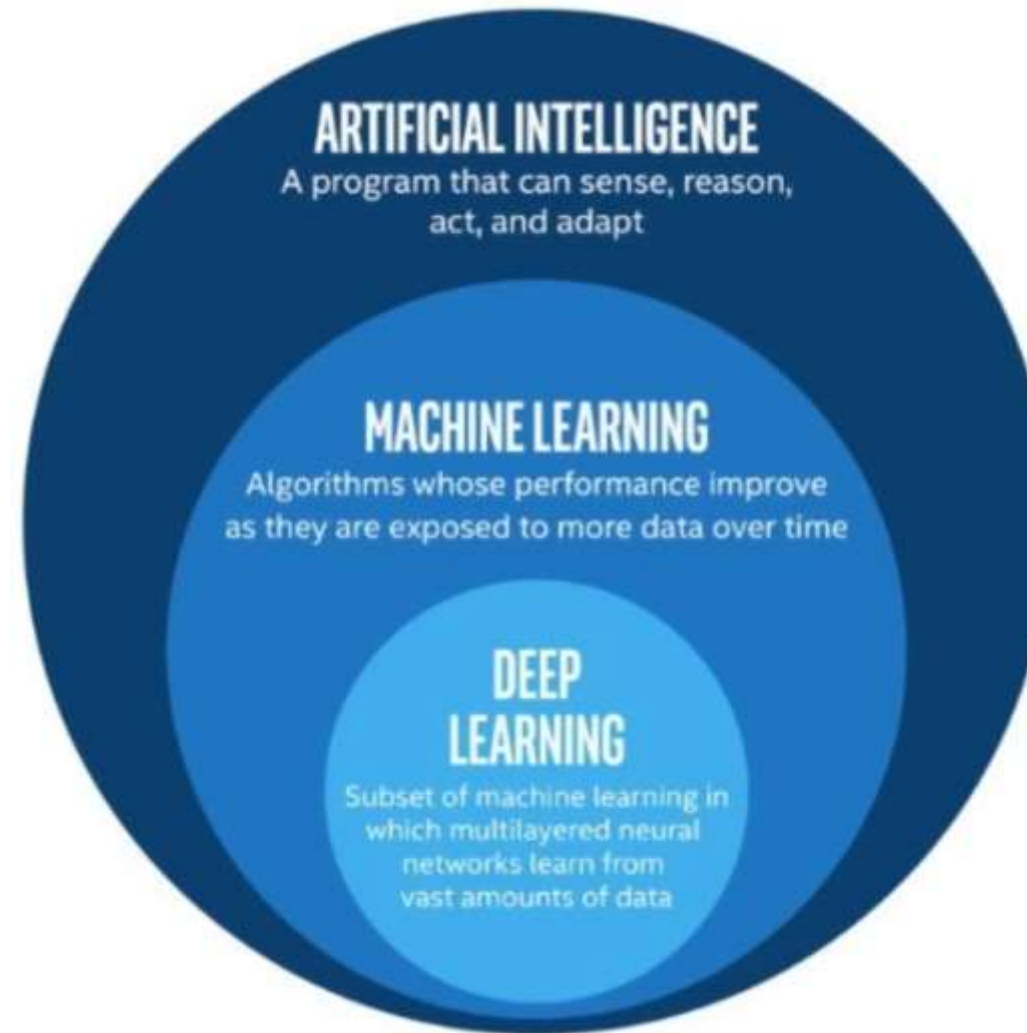 ARTIFICIAL INTELLIGENCE
A program that can sense, reason,
act, and adapt
MACHINE LEARNING
Algorithms whose performance improve
as they are exposed to more data over time
DEEP
LEARNING
Subset of machine learning in
which multilayered neural
networks learn from
vast amounts of data